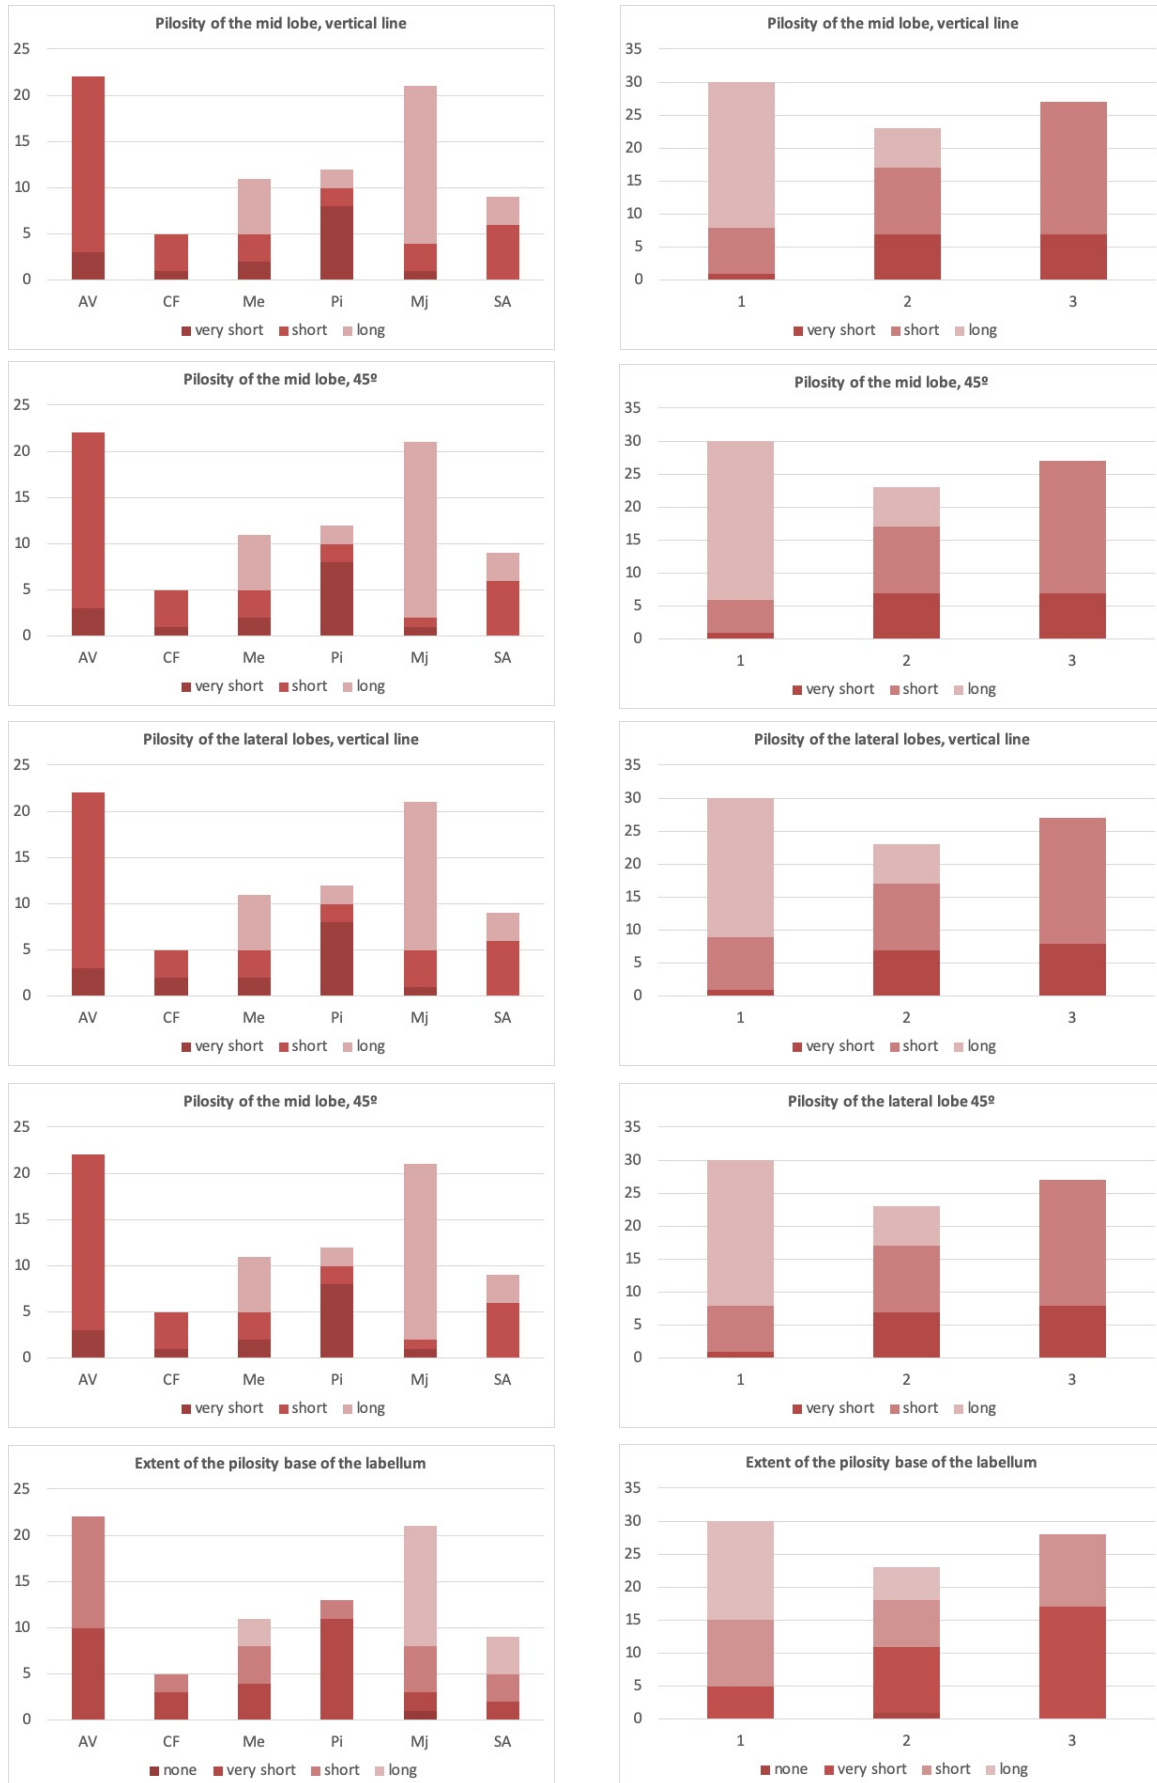 Pilosity of the mid lobe, vertical line
25
20
15
10
5
0
AV CF Me Pi Mj SA
very short short long
Pilosity of the mid lobe, vertical line
35
30
25
20
15
10
5
0
1 2 3
very short short long
Pilosity of the mid lobe, 45º
25
20
15
10
5
0
AV CF Me Pi Mj SA
very short short long
Pilosity of the mid lobe, 45º
35
30
25
20
15
10
5
0
1 2 3
very short short long
Pilosity of the lateral lobes, vertical line
25
20
15
10
5
0
AV CF Me Pi Mj SA
very short short long
Pilosity of the lateral lobes, vertical line
35
30
25
20
15
10
5
0
1 2 3
very short short long
Pilosity of the mid lobe, 45º
25
20
15
10
5
0
AV CF Me Pi Mj SA
very short short long
Pilosity of the lateral lobe 45º
35
30
25
20
15
10
5
0
1 2 3
very short short long
Extent of the pilosity base of the labellum
25
20
15
10
5
0
AV CF Me Pi Mj SA
none very short short long
Extent of the pilosity base of the labellum
35
30
25
20
15
10
5
0
1 2 3
none very short short long